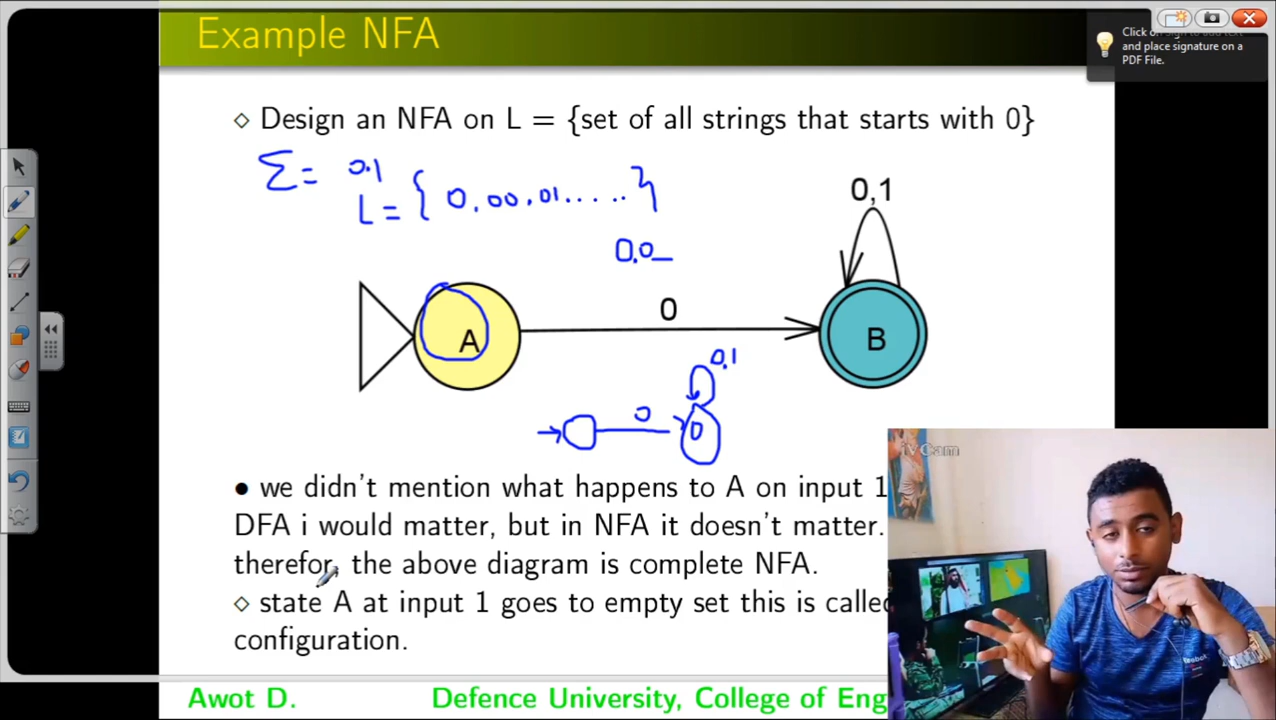 Example NFA
Click on Sign to add text
and place signature on a
PDF File.
◇ Design an NFA on L = {set of all strings that starts with 0}
Σ = 0,1
L = { 0,00,01..... }
0,1
0,0_
0
A
B
0,1
0
iVCam
• we didn't mention what happens to A on input 1
DFA i would matter, but in NFA it doesn't matter.
therefor, the above diagram is complete NFA.
◇ state A at input 1 goes to empty set this is called
configuration.
Reebok
Awot D. Defence University, College of Eng